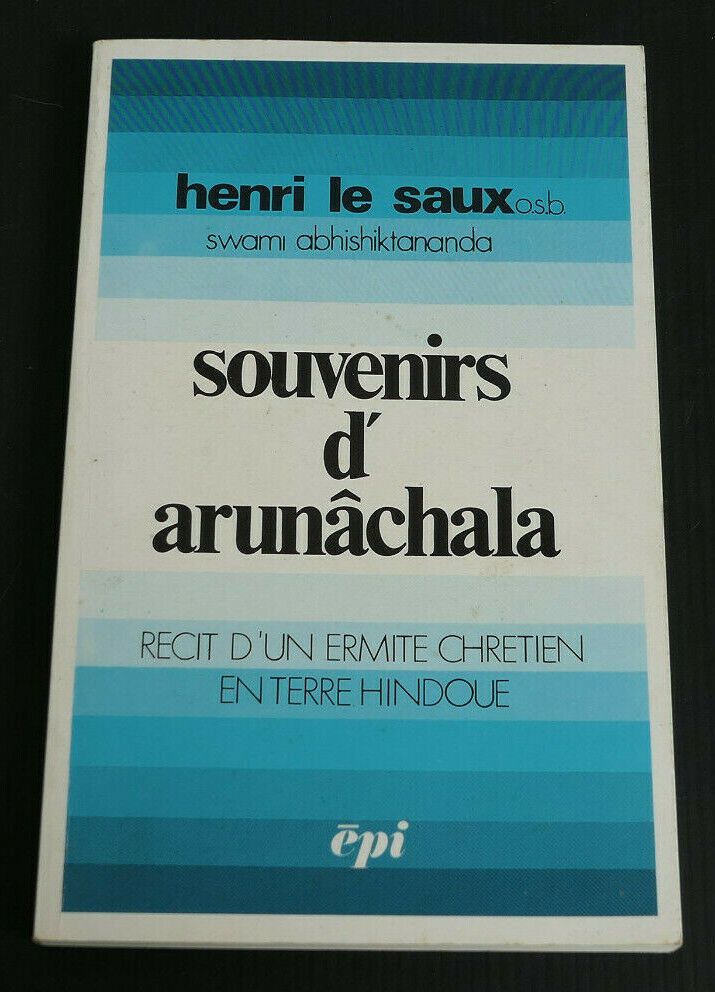 henri le saux o.s.b.
swami abhishiktananda
souvenirs
d'
arunâchala
RECIT D'UN ERMITE CHRETIEN
EN TERRE HINDOUE
ēpi